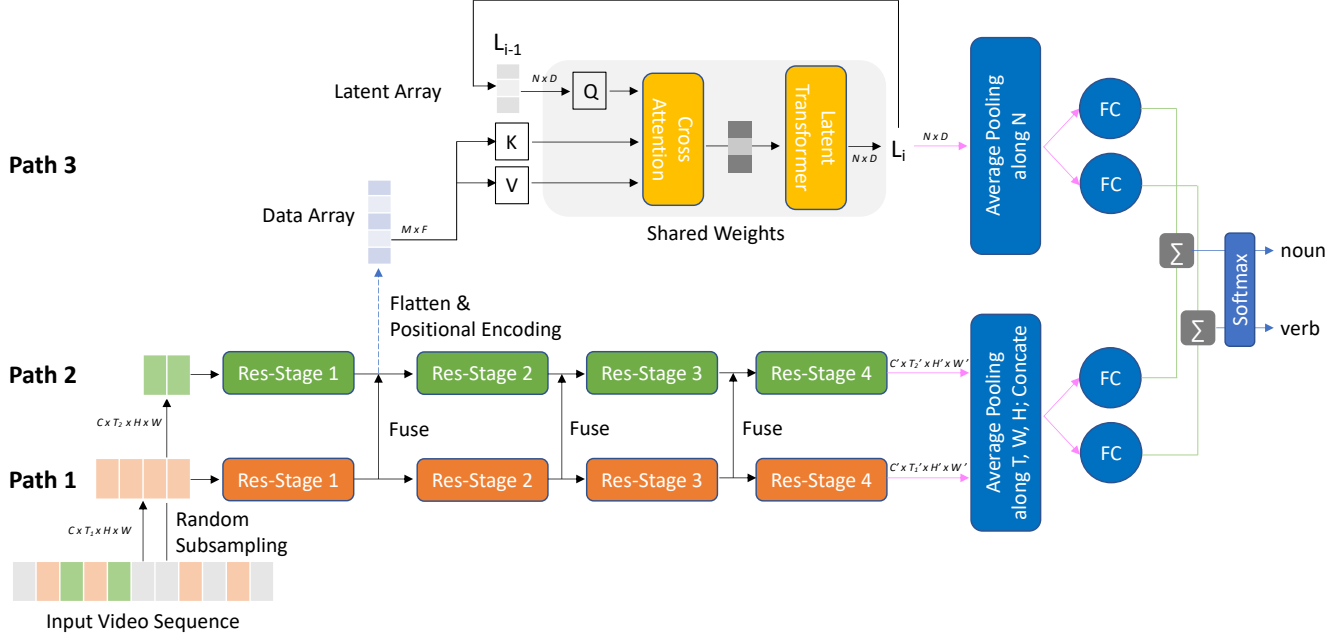 L_{i-1}
Latent Array
N x D
Q
K
V
Cross
Attention
Latent
Transformer
N x D
L_i
N x D
Shared Weights
Average Pooling
along N
FC
FC
Path 3
Data Array
M x F
Flatten &
Positional Encoding
∑
∑
Softmax
noun
verb
Path 2
Res-Stage 1
Res-Stage 2
Res-Stage 3
Res-Stage 4
C' x T₂' x H' x W'
C x T₂ x H x W
Fuse
Fuse
Fuse
Average Pooling
along T, W, H; Concate
FC
FC
Path 1
Res-Stage 1
Res-Stage 2
Res-Stage 3
Res-Stage 4
C' x T₁' x H' x W'
C x T₁ x H x W
Random
Subsampling
Input Video Sequence